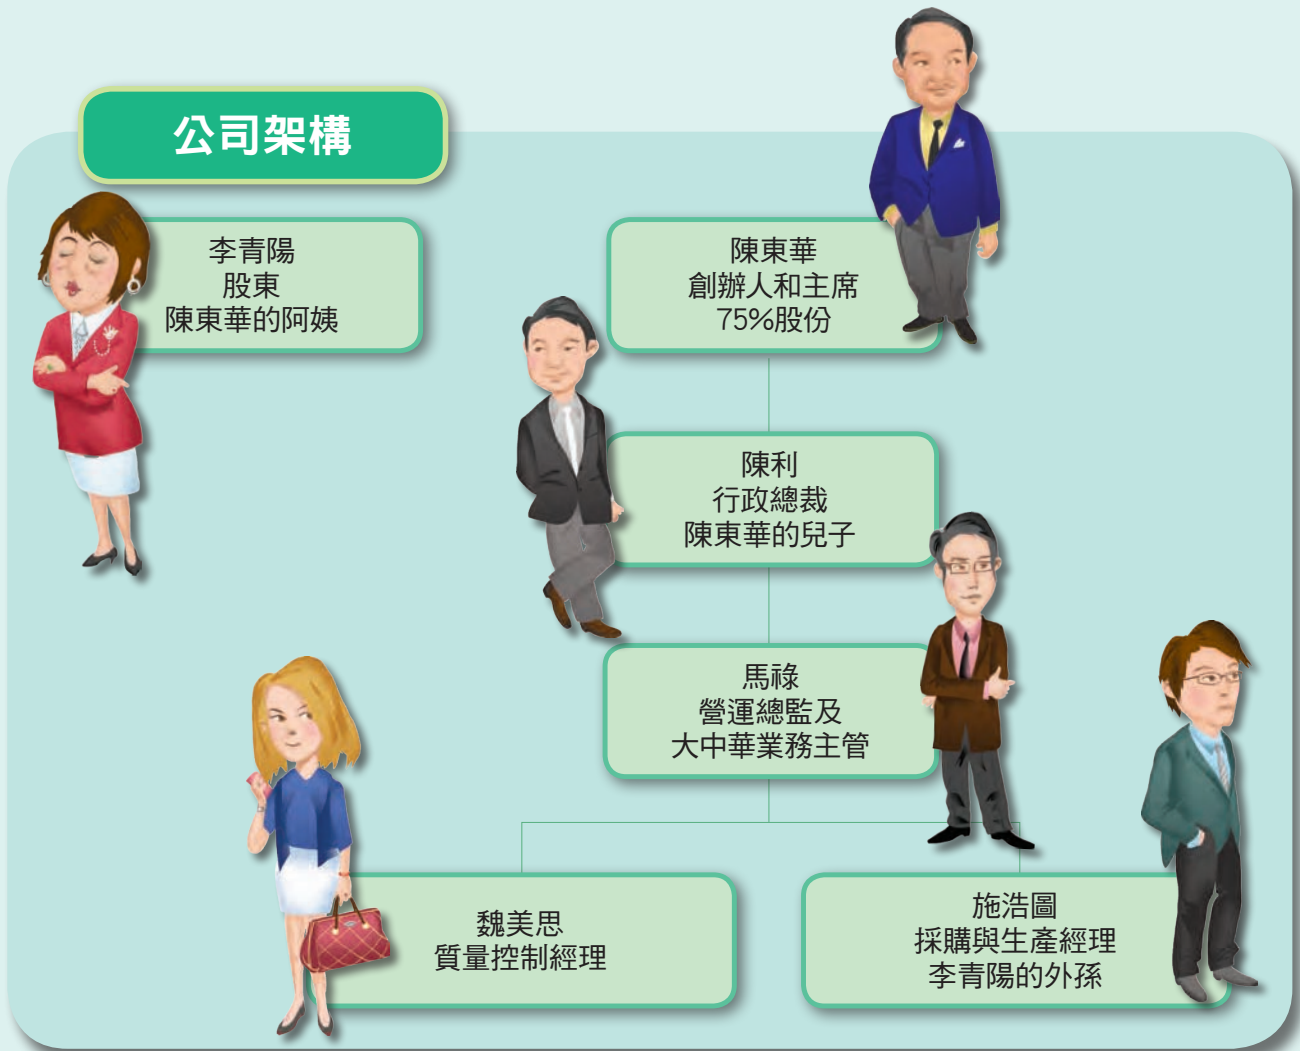 公司架構
李青陽
股東
陳東華的阿姨
陳東華
創辦人和主席
75%股份
陳利
行政總裁
陳東華的兒子
馬祿
營運總監及
大中華業務主管
魏美思
質量控制經理
施浩圖
採購與生產經理
李青陽的外孫